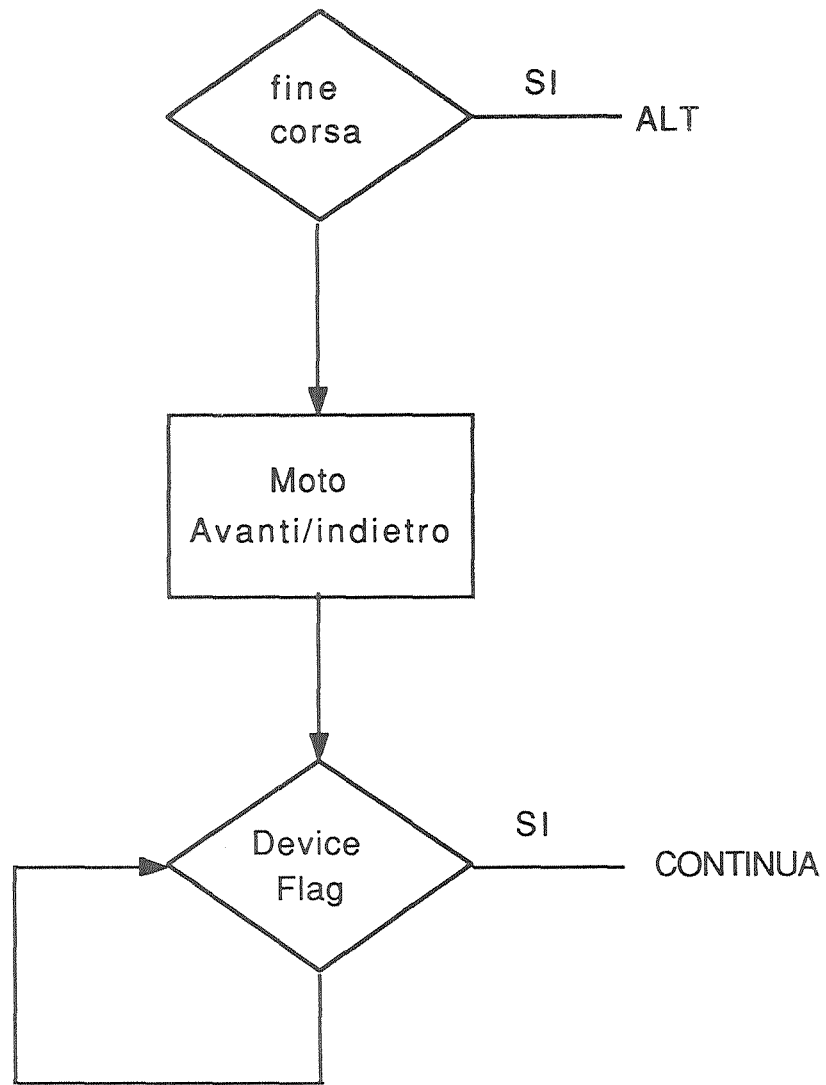 fine
corsa
SI
ALT
Moto
Avanti/indietro
Device
Flag
SI
CONTINUA